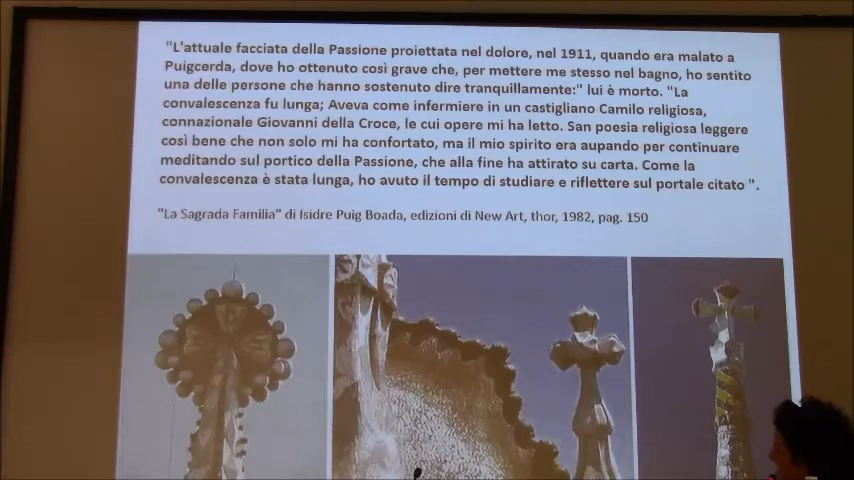 "L'attuale facciata della Passione proiettata nel dolore, nel 1911, quando era malato a
Puigcerda, dove ho ottenuto così grave che, per mettere me stesso nel bagno, ho sentito
una delle persone che hanno sostenuto dire tranquillamente:" lui è morto. "La
convalescenza fu lunga; Aveva come infermiere in un castigliano Camilo religiosa,
connazionale Giovanni della Croce, le cui opere mi ha letto. San poesia religiosa leggere
così bene che non solo mi ha confortato, ma il mio spirito era aupando per continuare
meditando sul portico della Passione, che alla fine ha attirato su carta. Come la
convalescenza è stata lunga, ho avuto il tempo di studiare e riflettere sul portale citato ".
"La Sagrada Familia" di Isidre Puig Boada, edizioni di New Art, thor, 1982, pag. 150